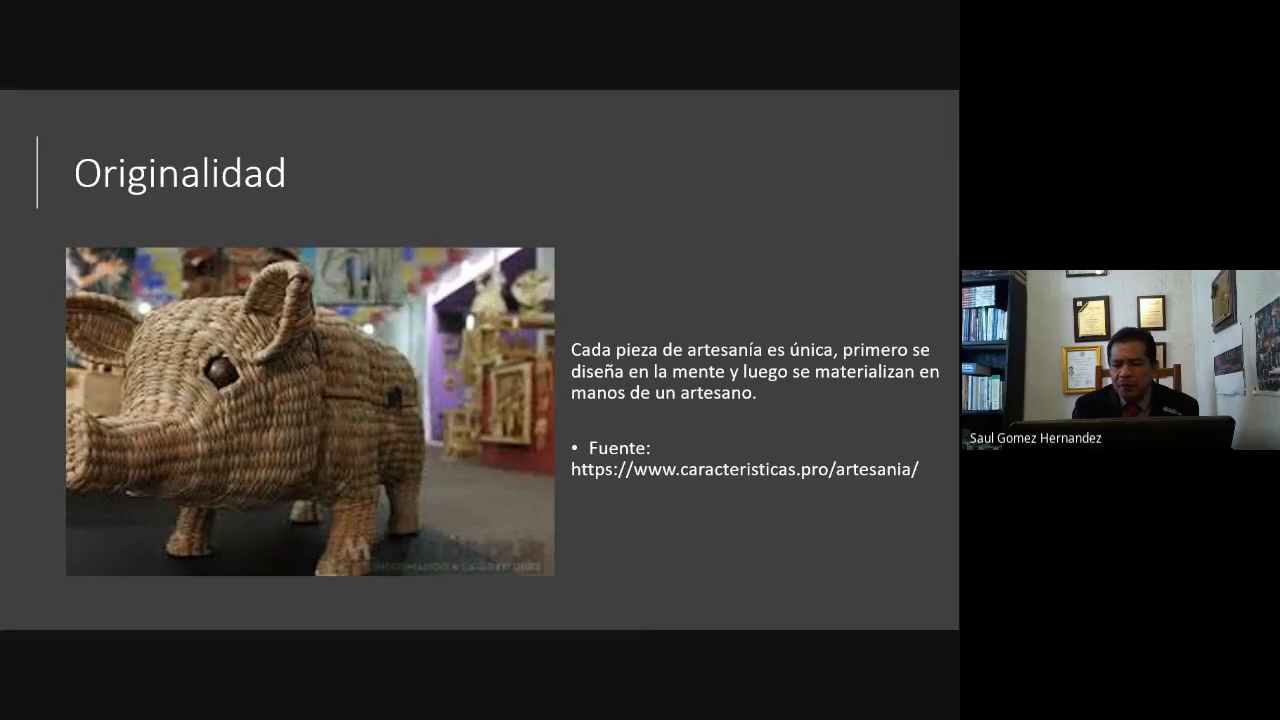 Originalidad
Cada pieza de artesanía es única, primero se
diseña en la mente y luego se materializan en
manos de un artesano.
• Fuente:
https://www.caracteristicas.pro/artesania/
Saul Gomez Hernandez